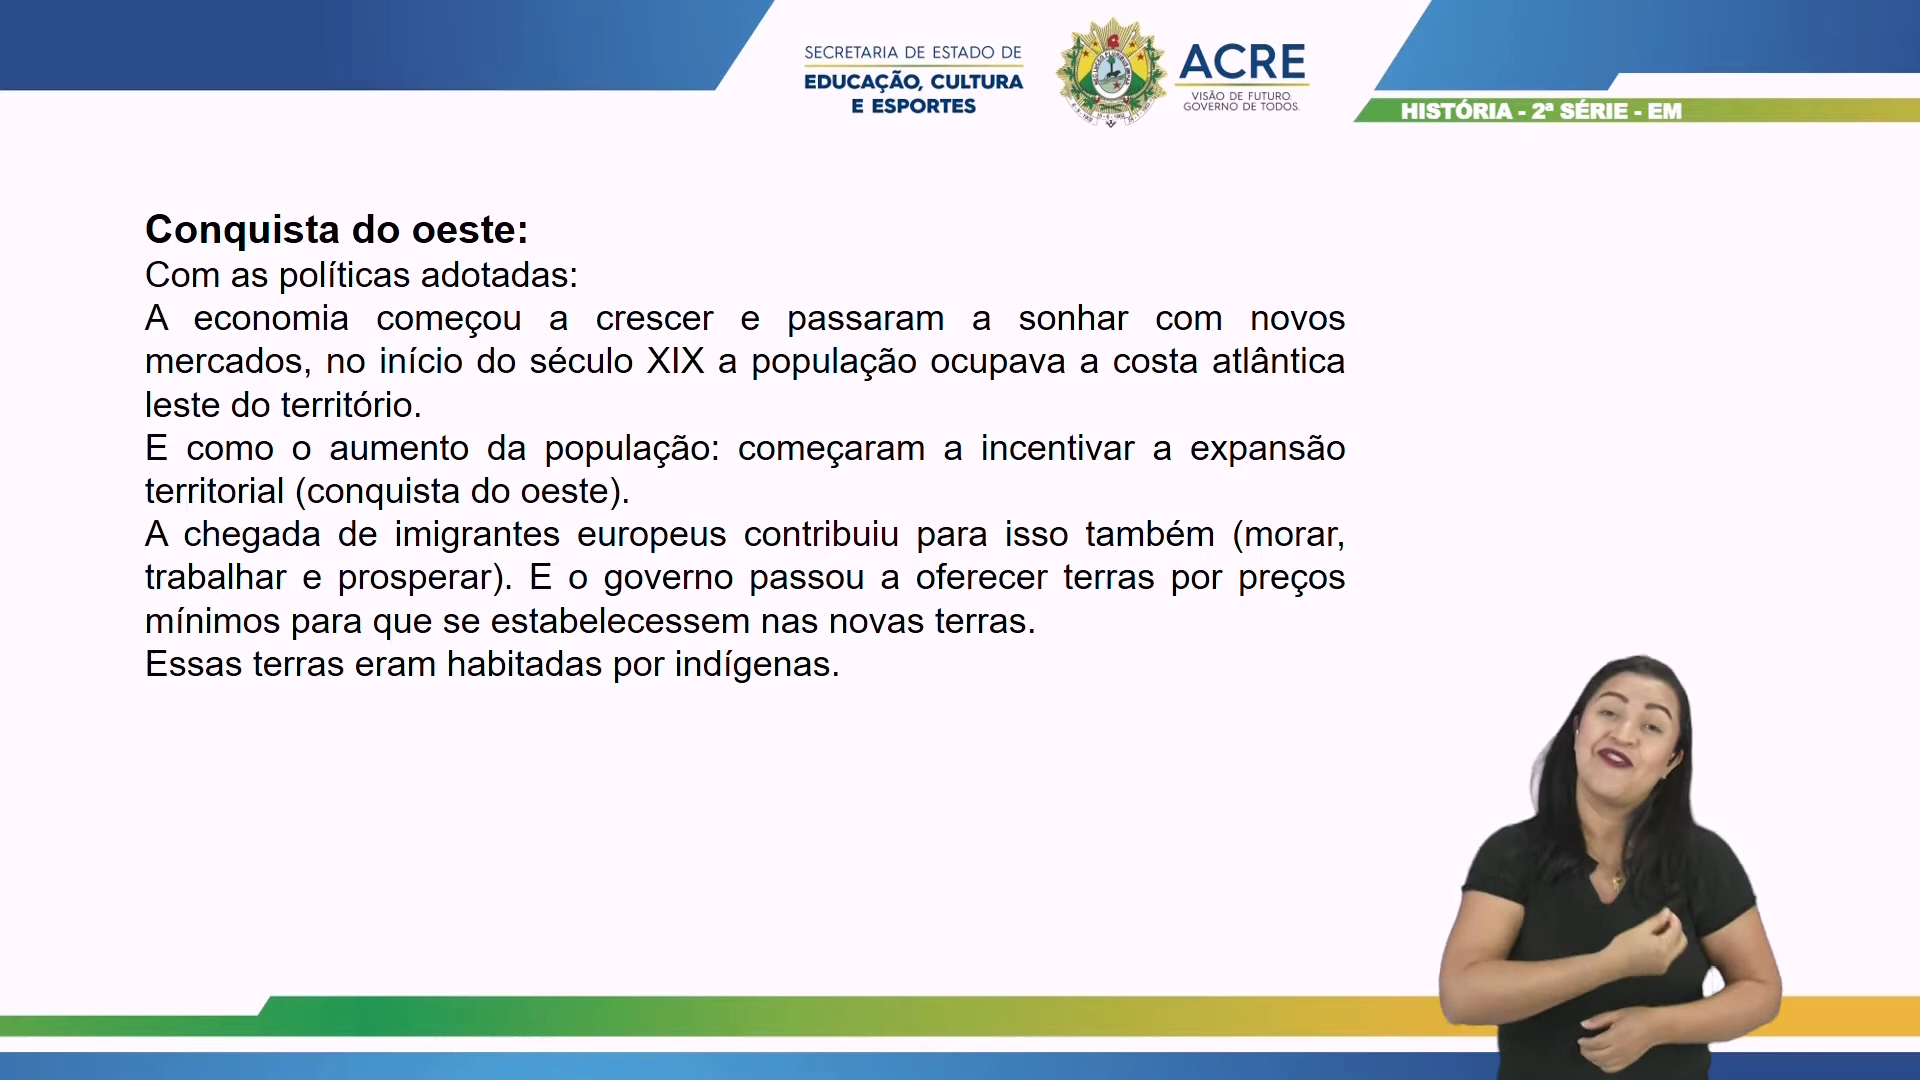 SECRETARIA DE ESTADO DE
EDUCAÇÃO, CULTURA
E ESPORTES
ACRE
VISÃO DE FUTURO.
GOVERNO DE TODOS.
HISTÓRIA - 2ª SÉRIE - EM
Conquista do oeste:
Com as políticas adotadas:
A economia começou a crescer e passaram a sonhar com novos
mercados, no início do século XIX a população ocupava a costa atlântica
leste do território.
E como o aumento da população: começaram a incentivar a expansão
territorial (conquista do oeste).
A chegada de imigrantes europeus contribuiu para isso também (morar,
trabalhar e prosperar). E o governo passou a oferecer terras por preços
mínimos para que se estabelecessem nas novas terras.
Essas terras eram habitadas por indígenas.